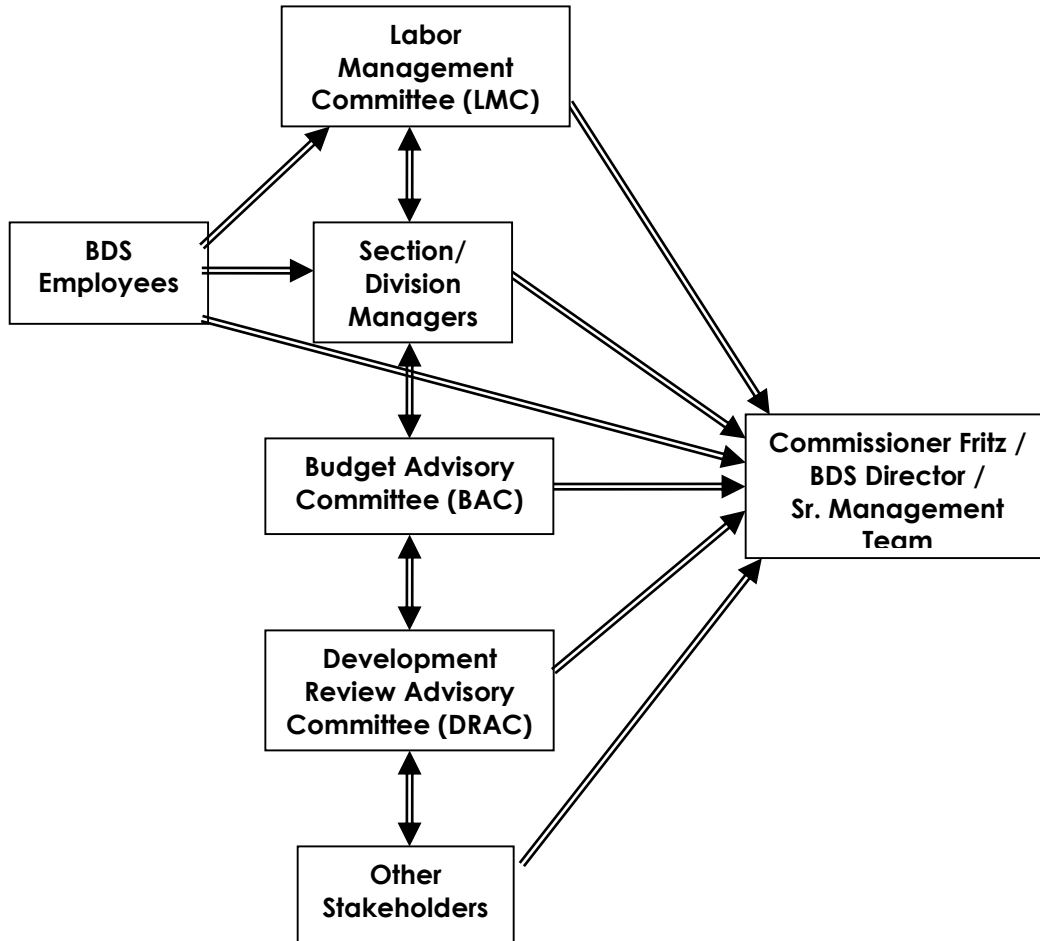 Labor
Management
Committee (LMC)
BDS
Employees
Section/
Division
Managers
Budget Advisory
Committee (BAC)
Commissioner Fritz /
BDS Director /
Sr. Management
Team
Development
Review Advisory
Committee (DRAC)
Other
Stakeholders